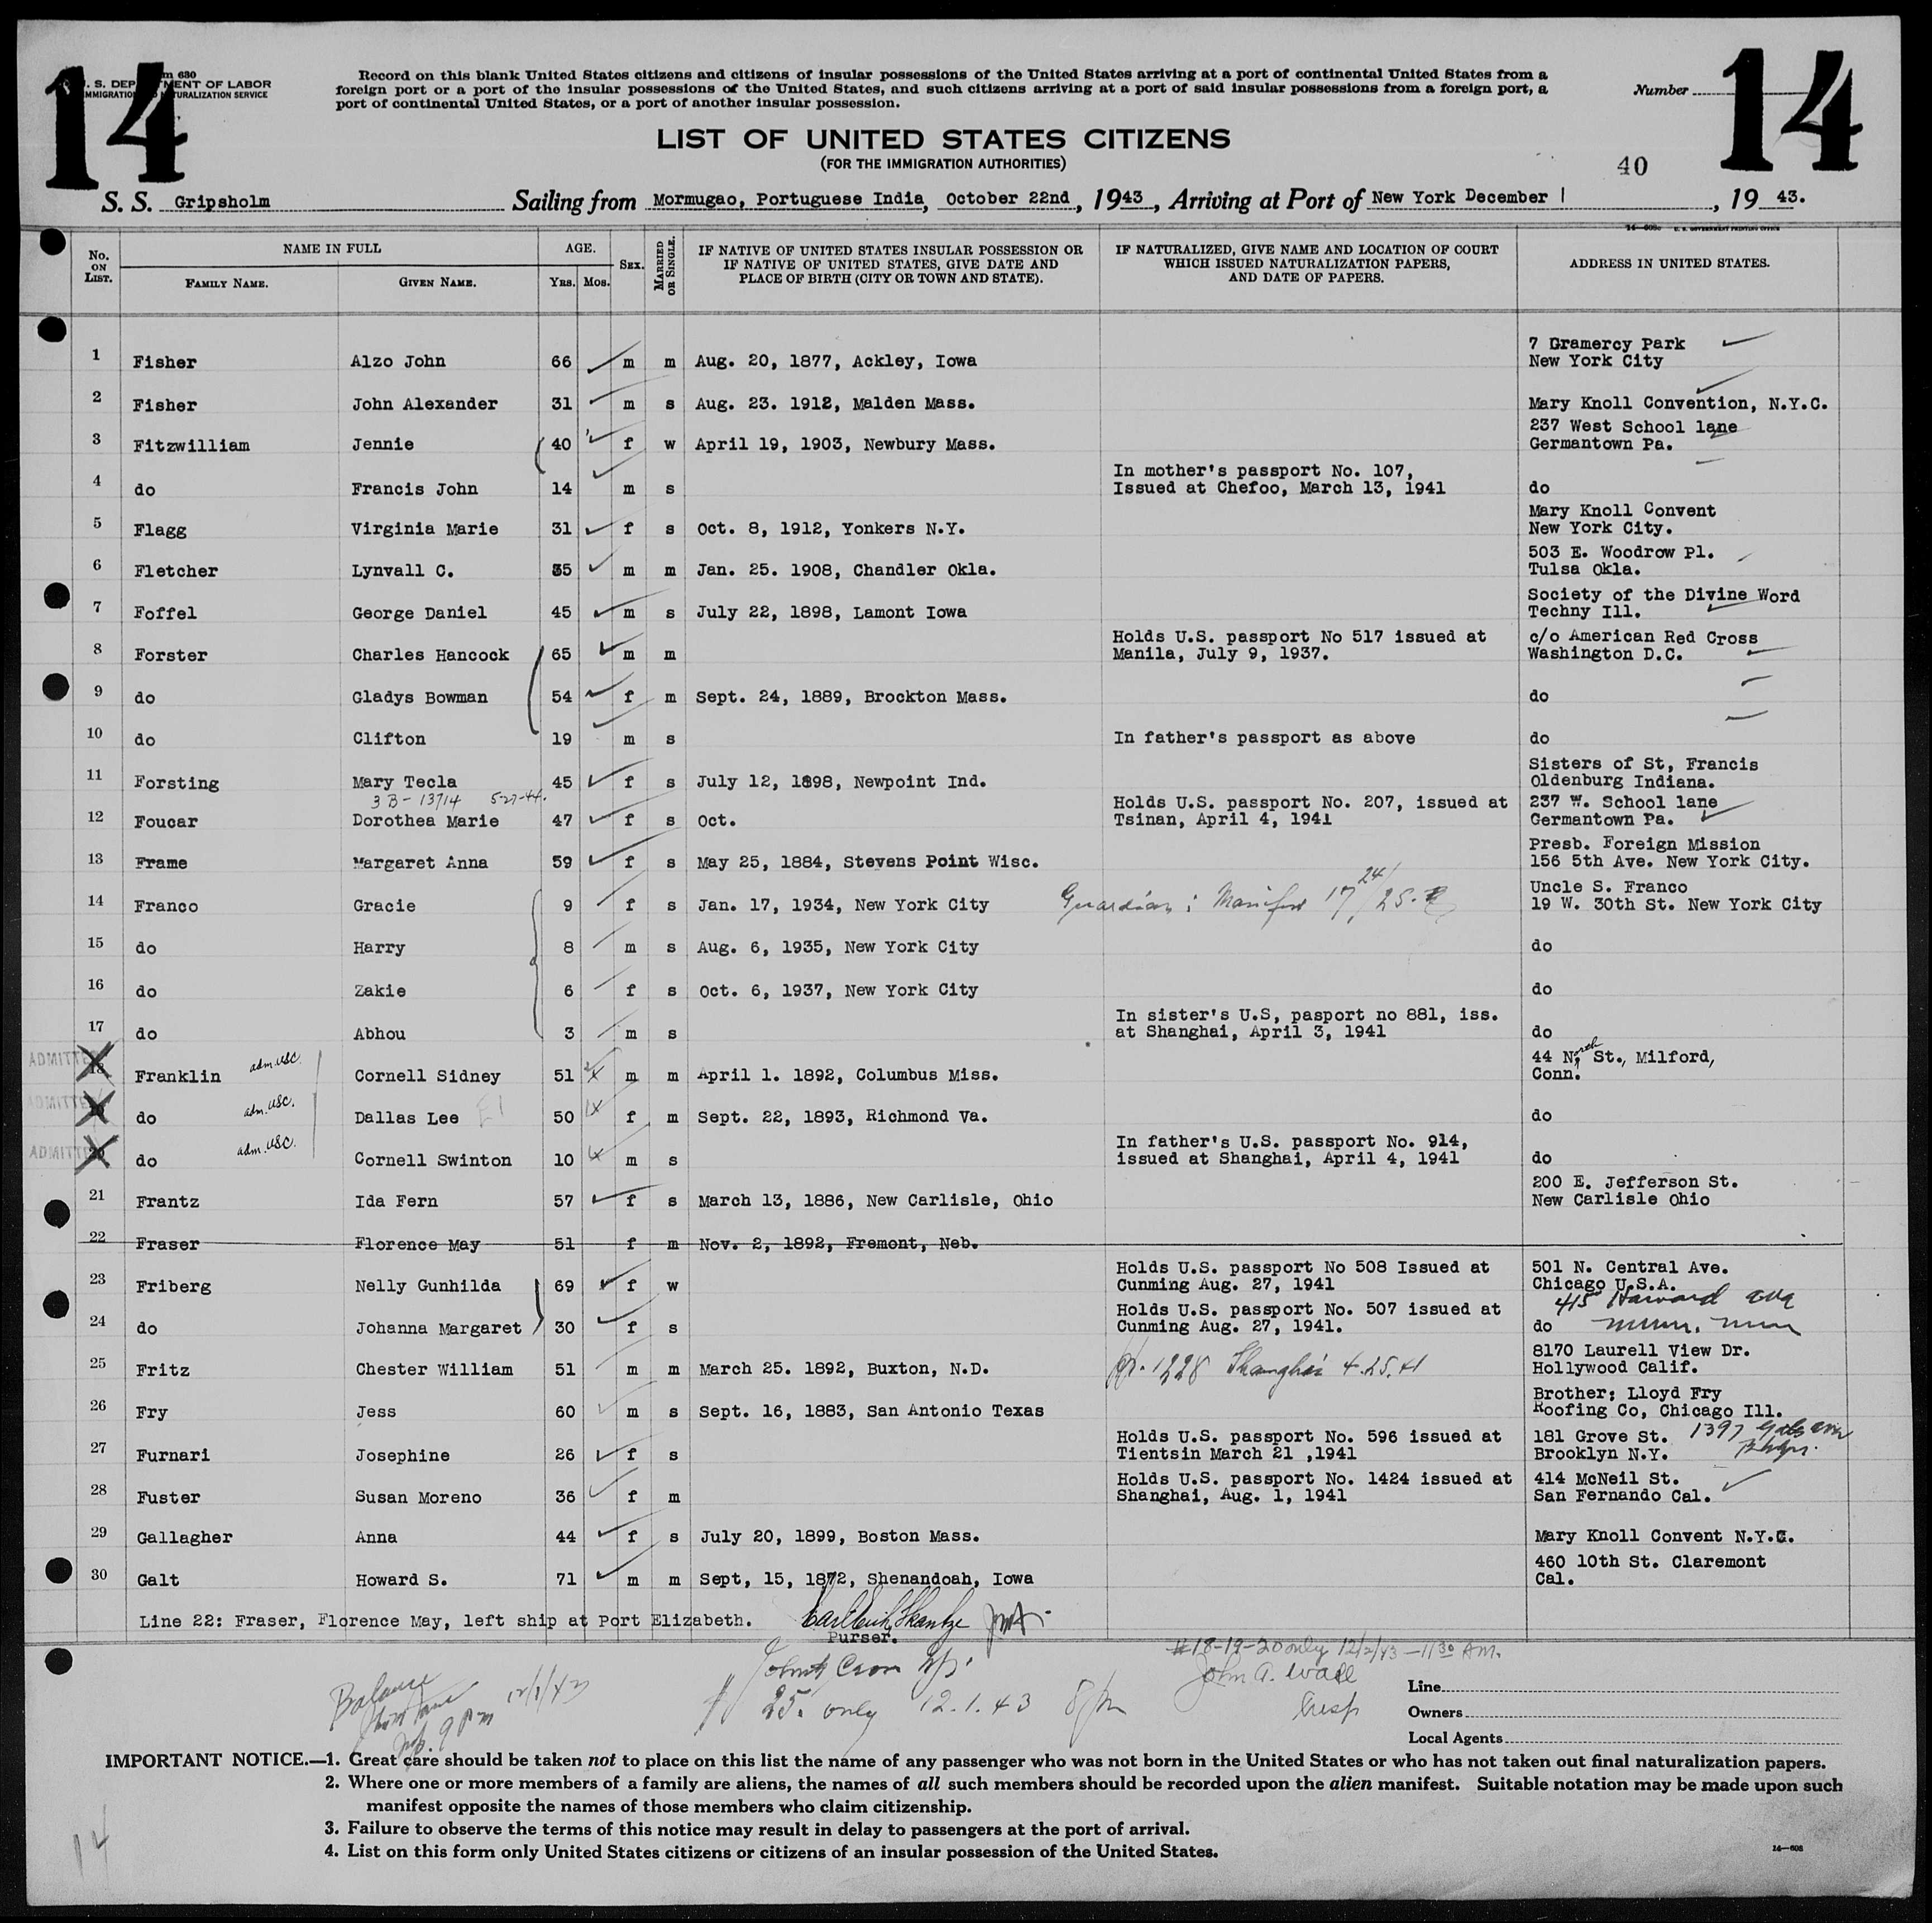 14
14
Form 630
U. S. DEPARTMENT OF LABOR
IMMIGRATION AND NATURALIZATION SERVICE
Record on this blank United States citizens and citizens of insular possessions of the United States arriving at a port of continental United States from a
foreign port or a port of the insular possessions of the United States, and such citizens arriving at a port of said insular possessions from a foreign port, a
port of continental United States, or a port of another insular possession.
Number
LIST OF UNITED STATES CITIZENS
(FOR THE IMMIGRATION AUTHORITIES)
40
S. S. Gripsholm Sailing from Mormugao, Portuguese India, October 22nd, 1943, Arriving at Port of New York December 1, 1943.
No. ON LIST. NAME IN FULL AGE. SEX. MARRIED OR SINGLE. IF NATIVE OF UNITED STATES INSULAR POSSESSION OR IF NATIVE OF UNITED STATES, GIVE DATE AND PLACE OF BIRTH (CITY OR TOWN AND STATE). IF NATURALIZED, GIVE NAME AND LOCATION OF COURT WHICH ISSUED NATURALIZATION PAPERS, AND DATE OF PAPERS. ADDRESS IN UNITED STATES.
FAMILY NAME. GIVEN NAME. Yrs. Mos.
1 Fisher Alzo John 66 m m Aug. 20, 1877, Ackley, Iowa 7 Gramercy Park New York City
2 Fisher John Alexander 31 m s Aug. 23. 1912, Malden Mass. Mary Knoll Convention, N.Y.C.
3 Fitzwilliam Jennie 40 f w April 19, 1903, Newbury Mass. 237 West School lane Germantown Pa.
4 do Francis John 14 m s In mother's passport No. 107, Issued at Chefoo, March 13, 1941 do
5 Flagg Virginia Marie 31 f s Oct. 8, 1912, Yonkers N.Y. Mary Knoll Convent New York City.
6 Fletcher Lynvall C. 35 m m Jan. 25. 1908, Chandler Okla. 503 E. Woodrow Pl. Tulsa Okla.
7 Foffel George Daniel 45 m s July 22, 1898, Lamont Iowa Society of the Divine Word Techny Ill.
8 Forster Charles Hancock 65 m m Holds U.S. passport No 517 issued at Manila, July 9, 1937. c/o American Red Cross Washington D.C.
9 do Gladys Bowman 54 f m Sept. 24, 1889, Brockton Mass. do
10 do Clifton 19 m s In father's passport as above do
11 Forsting Mary Tecla 45 f s July 12, 1898, Newpoint Ind. Sisters of St, Francis Oldenburg Indiana.
3 B - 13714 5-27-44.
12 Foucar Dorothea Marie 47 f s Oct. Holds U.S. passport No. 207, issued at Tsinan, April 4, 1941 237 W. School lane Germantown Pa.
13 Frame Margaret Anna 59 f s May 25, 1884, Stevens Point Wisc. Presb. Foreign Mission 156 5th Ave. New York City.
14 Franco Gracie 9 f s Jan. 17, 1934, New York City Guardian: Manifest 17 24/25. Uncle S. Franco 19 W. 30th St. New York City
15 do Harry 8 m s Aug. 6, 1935, New York City do
16 do Zakie 6 f s Oct. 6, 1937, New York City do
17 do Abhou 3 m s In sister's U.S, pasport no 881, iss. at Shanghai, April 3, 1941 do
ADMITTED 18 Franklin adm. USC. Cornell Sidney 51 m m April 1. 1892, Columbus Miss. 44 North St., Milford, Conn.
ADMITTED 19 do adm. USC. Dallas Lee 50 f m Sept. 22, 1893, Richmond Va. do
ADMITTED 20 do adm. USC. Cornell Swinton 10 m s In father's U.S. passport No. 914, issued at Shanghai, April 4, 1941 do
21 Frantz Ida Fern 57 f s March 13, 1886, New Carlisle, Ohio 200 E. Jefferson St. New Carlisle Ohio
22 Fraser Florence May 51 f m Nov. 2, 1892, Fremont, Neb.
23 Friberg Nelly Gunhilda 69 f w Holds U.S. passport No 508 Issued at Cunming Aug. 27, 1941 501 N. Central Ave. Chicago U.S.A.
415 Harvard ave
24 do Johanna Margaret 30 f s Holds U.S. passport No. 507 issued at Cunming Aug. 27, 1941. do
25 Fritz Chester William 51 m m March 25. 1892, Buxton, N.D. 1228 Shanghai 4.25.41 8170 Laurell View Dr. Hollywood Calif.
26 Fry Jess 60 m s Sept. 16, 1883, San Antonio Texas Brother; Lloyd Fry Roofing Co, Chicago Ill.
27 Furnari Josephine 26 f s Holds U.S. passport No. 596 issued at Tientsin March 21 ,1941 181 Grove St. Brooklyn N.Y. 1397
28 Fuster Susan Moreno 36 f m Holds U.S. passport No. 1424 issued at Shanghai, Aug. 1, 1941 414 McNeil St. San Fernando Cal.
29 Gallagher Anna 44 f s July 20, 1899, Boston Mass. Mary Knoll Convent N.Y.C.
30 Galt Howard S. 71 m m Sept, 15, 1872, Shenandoah, Iowa 460 10th St. Claremont Cal.
Line 22: Fraser, Florence May, left ship at Port Elizabeth.
Purser.
# 18-19-20 only 12/2/43 - 11 30 AM.
John A. Wall
Insp
Balance 12/1/43
Insp. 9 pm
25. only 12.1.43 8 pm
Line
Owners
Local Agents
IMPORTANT NOTICE.—1. Great care should be taken not to place on this list the name of any passenger who was not born in the United States or who has not taken out final naturalization papers.
2. Where one or more members of a family are aliens, the names of all such members should be recorded upon the alien manifest. Suitable notation may be made upon such
manifest opposite the names of those members who claim citizenship.
3. Failure to observe the terms of this notice may result in delay to passengers at the port of arrival.
4. List on this form only United States citizens or citizens of an insular possession of the United States.
14